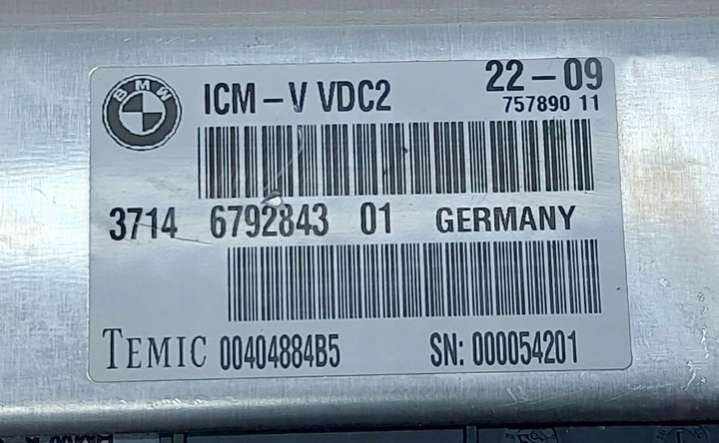 BMW
ICM – V VDC2
22 – 09
757890 11
3714 6792843 01 GERMANY
TEMIC 00404884B5 SN: 000054201